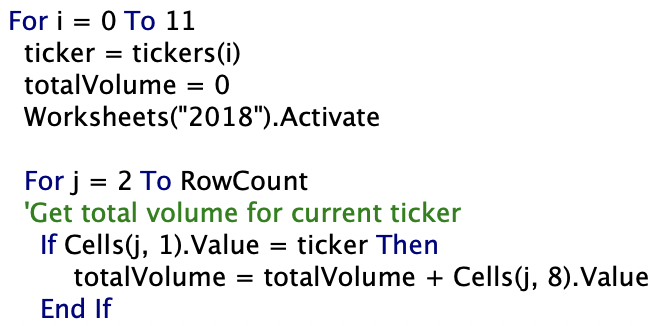 For i = 0 To 11
ticker = tickers(i)
totalVolume = 0
Worksheets("2018").Activate
For j = 2 To RowCount
'Get total volume for current ticker
If Cells(j, 1).Value = ticker Then
totalVolume = totalVolume + Cells(j, 8).Value
End If